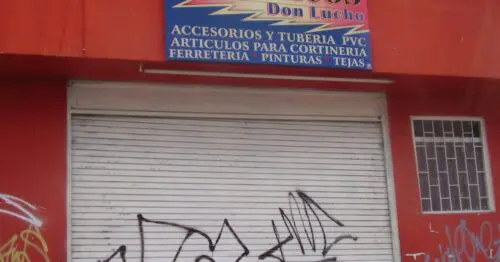 Don Lucho
ACCESORIOS Y TUBERIA PVC
ARTICULOS PARA CORTINERIA
FERRETERIA * PINTURAS * TEJAS